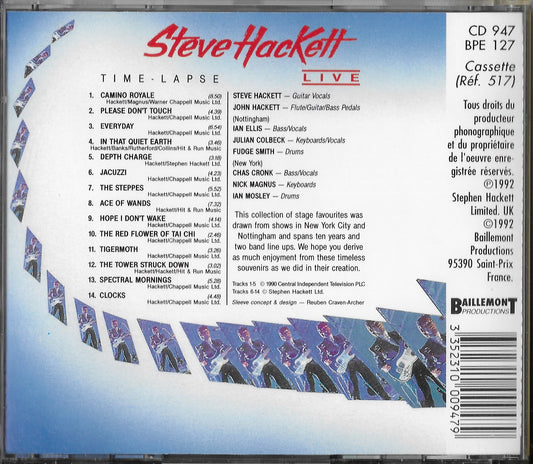 Steve Hackett
TIME-LAPSE LIVE
1. CAMINO ROYALE (8.50)
Hackett/Magnus/Warner Chappell Music Ltd.
2. PLEASE DON'T TOUCH (4.39)
Hackett/Chappell Music Ltd.
3. EVERYDAY (6.54)
Hackett/Chappell Music Ltd.
4. IN THAT QUIET EARTH (3.46)
Hackett/Banks/Rutherford/Collins/Hit & Run Music
5. DEPTH CHARGE (3.18)
Hackett/Stephen Hackett Ltd.
6. JACUZZI (4.23)
Hackett/Chappell Music Ltd.
7. THE STEPPES (5.52)
Hackett/Chappell Music Ltd.
8. ACE OF WANDS (7.32)
Hackett/Hit & Run Music
9. HOPE I DON'T WAKE (4.14)
Hackett/Chappell Music Ltd.
10. THE RED FLOWER OF TAI CHI (2.46)
Hackett/Chappell Music Ltd.
11. TIGERMOTH (3.26)
Hackett/Chappell Music Ltd.
12. THE TOWER STRUCK DOWN (3.02)
Hackett/Hackett/Hit & Run Music
13. SPECTRAL MORNINGS (5.28)
Hackett/Chappell Music Ltd.
14. CLOCKS (4.48)
Hackett/Chappell Music Ltd.
STEVE HACKETT — Guitar Vocals
JOHN HACKETT — Flute/Guitar/Bass Pedals
(Nottingham)
IAN ELLIS — Bass/Vocals
JULIAN COLBECK — Keyboards/Vocals
FUDGE SMITH — Drums
(New York)
CHAS CRONK — Bass/Vocals
NICK MAGNUS — Keyboards
IAN MOSLEY — Drums
This collection of stage favourites was
drawn from shows in New York City and
Nottingham and spans ten years and
two band line ups. We hope you derive
as much enjoyment from these timeless
souvenirs as we did in their creation.
Tracks 1-5 © 1990 Central Independent Television PLC
Tracks 6-14 © Stephen Hackett Ltd.
Sleeve concept & design — Reuben Craven-Archer
CD 947
BPE 127
Cassette
(Réf. 517)
Tous droits du
producteur
phonographique
et du propriétaire
de l'oeuvre enre-
gistrée réservés.
℗1992
Stephen Hackett
Limited. UK
©1992
Baillemont
Productions
95390 Saint-Prix
France.
BAILLEMONT
PRODUCTIONS
3 352310 009479